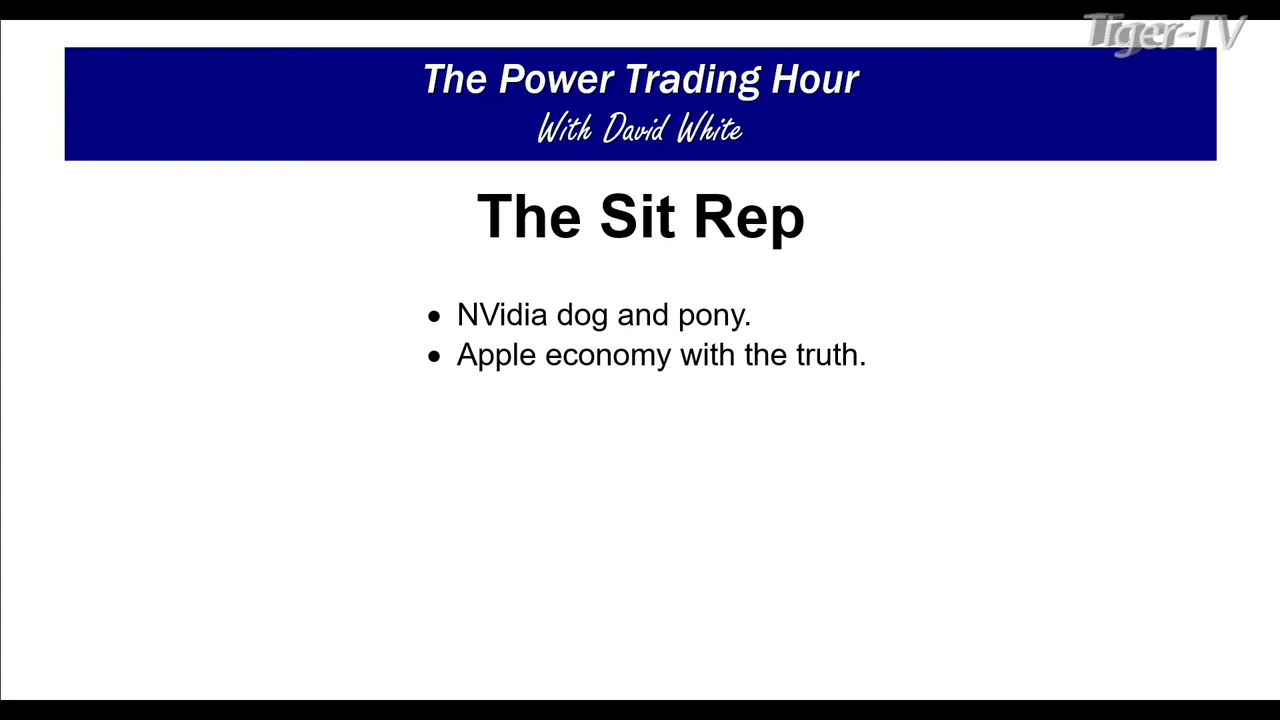 Tiger-TV
The Power Trading Hour
With David White
The Sit Rep
• NVidia dog and pony.
• Apple economy with the truth.